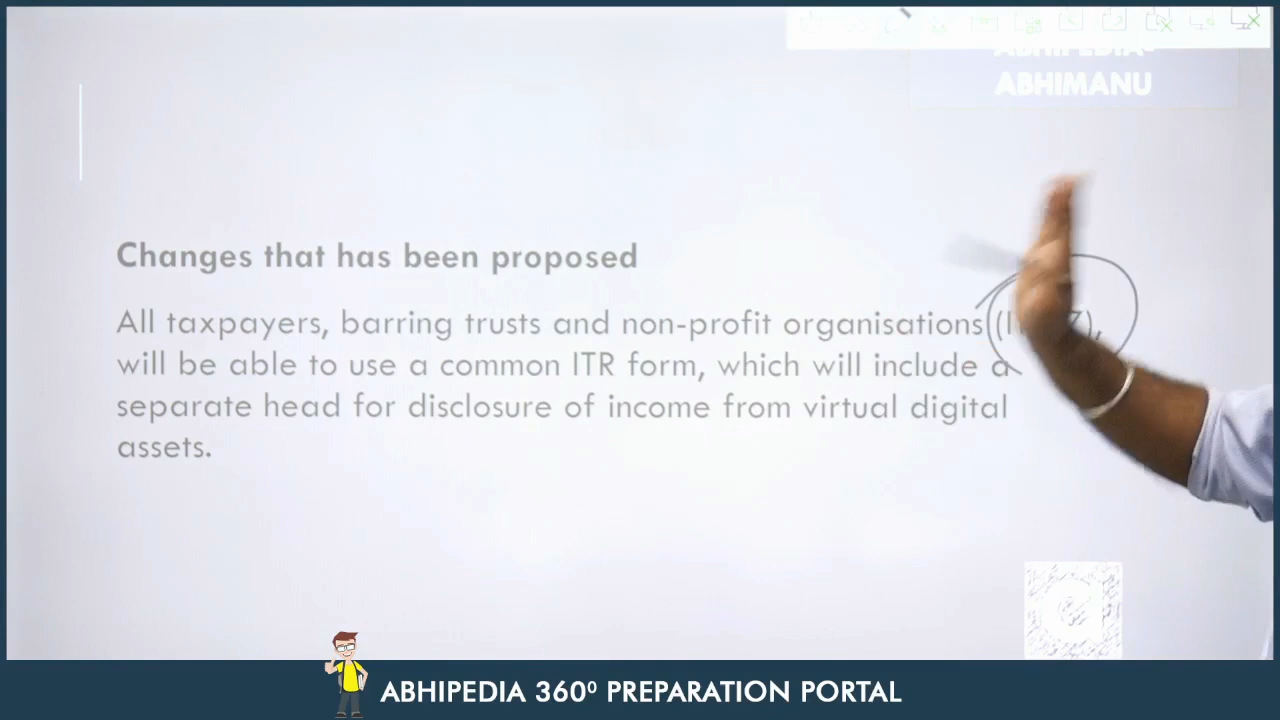 ABHIPEDIA-
ABHIMANU
Changes that has been proposed
All taxpayers, barring trusts and non-profit organisations
will be able to use a common ITR form, which will include a
separate head for disclosure of income from virtual digital
assets.
ABHIPEDIA 360⁰ PREPARATION PORTAL